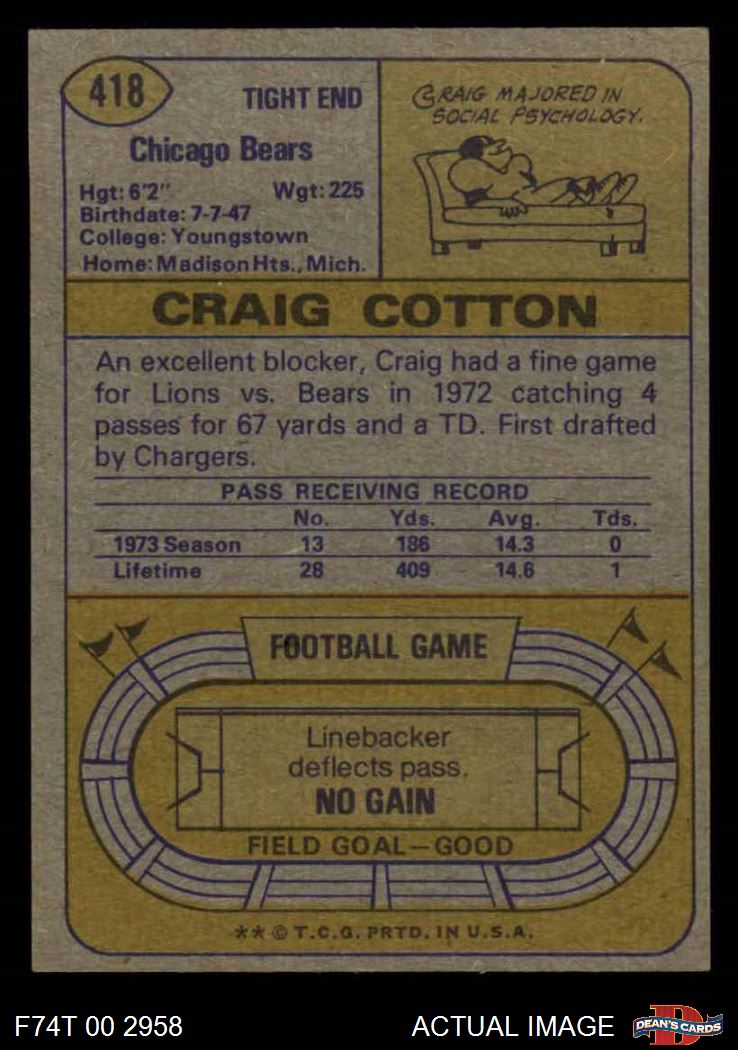 418
TIGHT END
Chicago Bears
Hgt: 6'2" Wgt: 225
Birthdate: 7-7-47
College: Youngstown
Home: Madison Hts., Mich.
CRAIG MAJORED IN
SOCIAL PSYCHOLOGY.
CRAIG COTTON
An excellent blocker, Craig had a fine game
for Lions vs. Bears in 1972 catching 4
passes for 67 yards and a TD. First drafted
by Chargers.
PASS RECEIVING RECORD
No. Yds. Avg. Tds.
1973 Season 13 186 14.3 0
Lifetime 28 409 14.6 1
FOOTBALL GAME
Linebacker
deflects pass.
NO GAIN
FIELD GOAL—GOOD
** © T.C.G. PRTD. IN U.S.A.
F74T 00 2958
ACTUAL IMAGE
D
DEAN'S CARDS